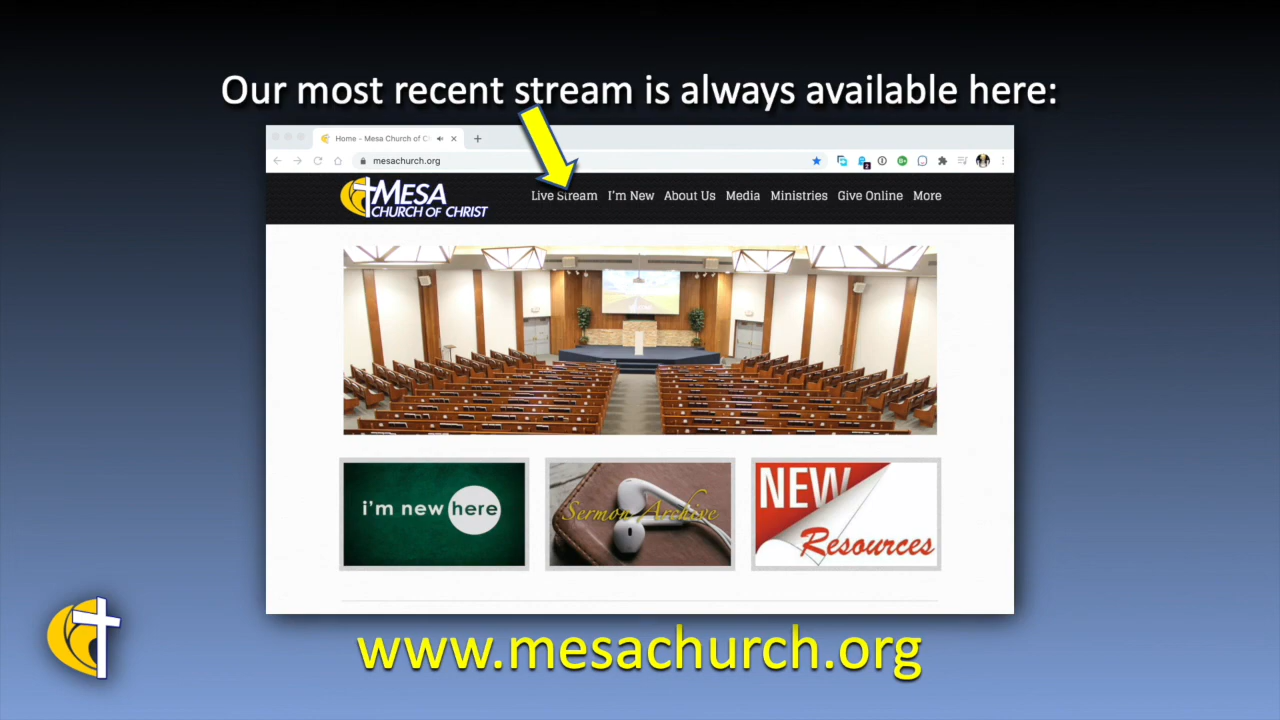 Our most recent stream is always available here:
Home - Mesa Church of C
mesachurch.org
MESA
CHURCH OF CHRIST
Live Stream I'm New About Us Media Ministries Give Online More
i'm new here
Sermon Archive
NEW
Resources
www.mesachurch.org